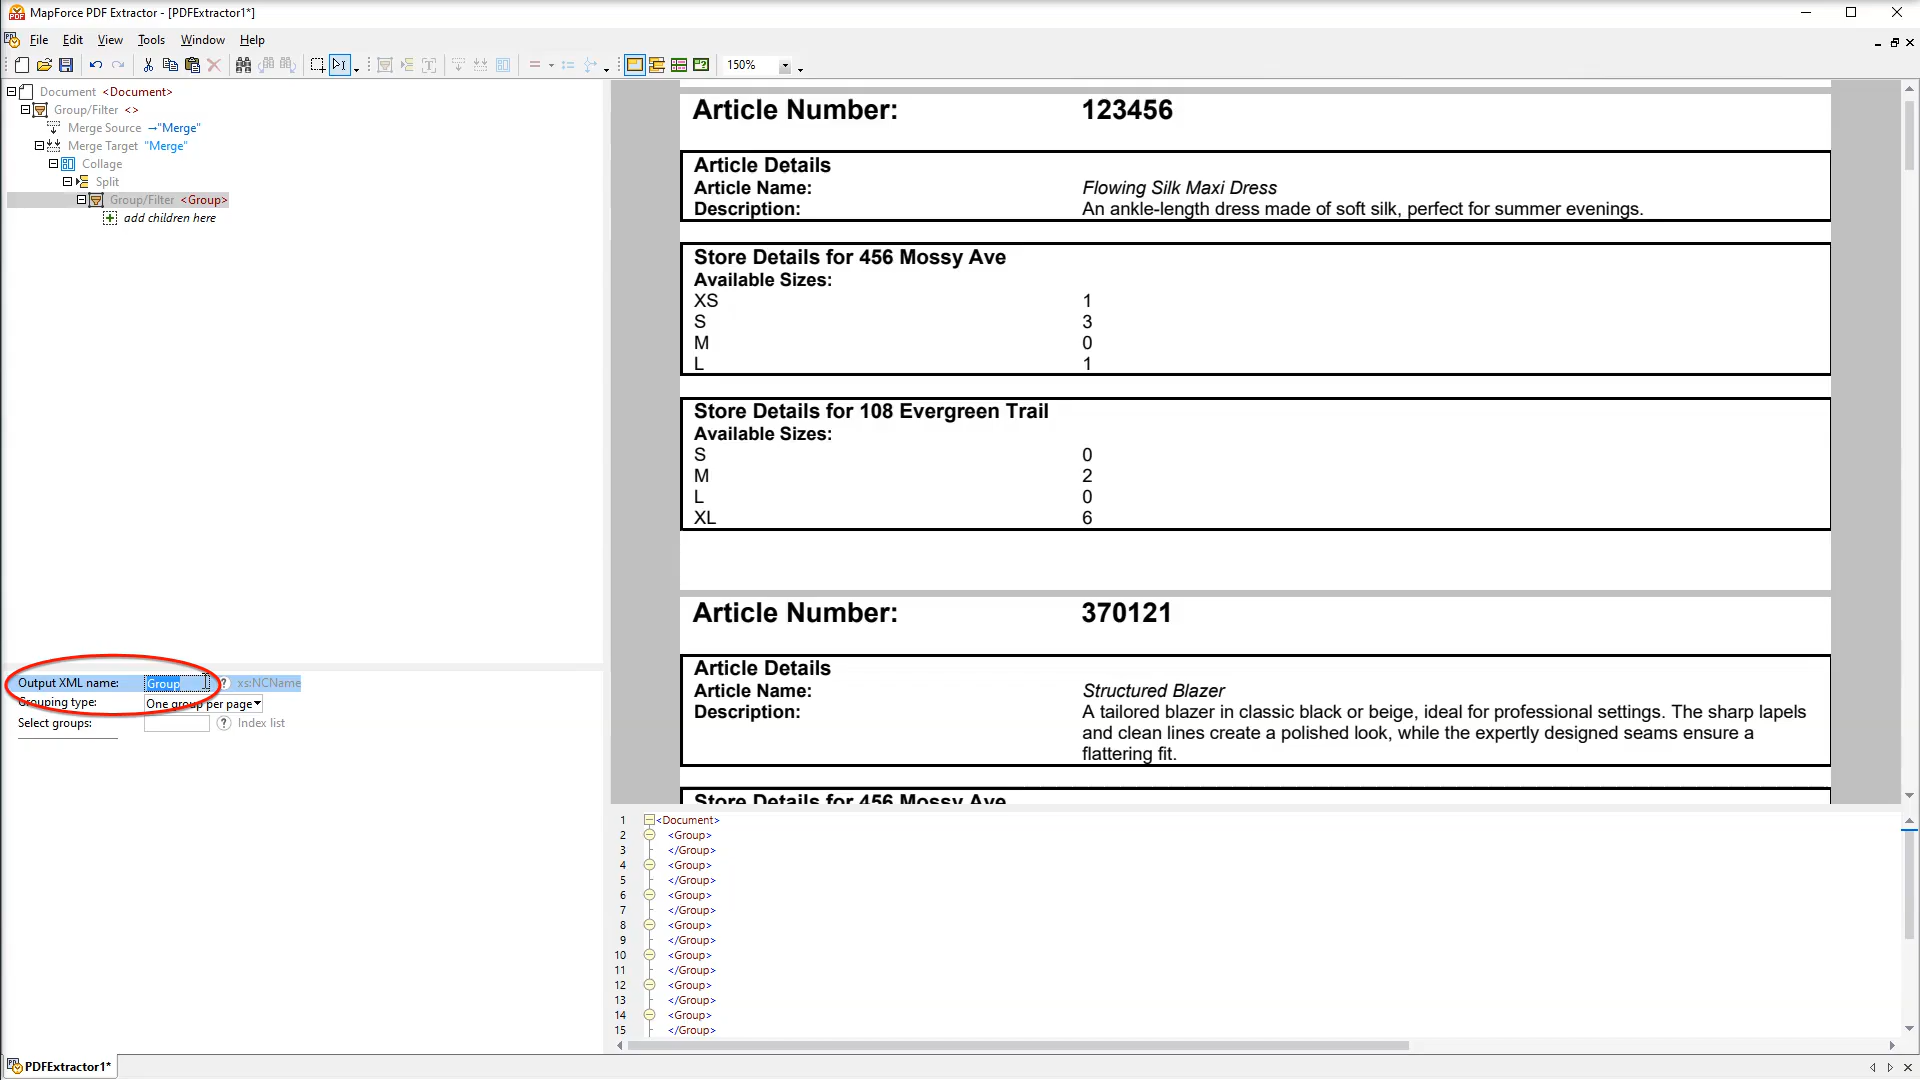 MapForce PDF Extractor - [PDFExtractor1*]
File Edit View Tools Window Help
150%
Document <Document>
Group/Filter <>
Merge Source →"Merge"
Merge Target "Merge"
Collage
Split
Group/Filter <Group>
add children here
Output XML name: Group ? xs:NCName
Grouping type: One group per page
Select groups: ? Index list
Article Number: 123456
Article Details
Article Name: Flowing Silk Maxi Dress
Description: An ankle-length dress made of soft silk, perfect for summer evenings.
Store Details for 456 Mossy Ave
Available Sizes:
XS 1
S 3
M 0
L 1
Store Details for 108 Evergreen Trail
Available Sizes:
S 0
M 2
L 0
XL 6
Article Number: 370121
Article Details
Article Name: Structured Blazer
Description: A tailored blazer in classic black or beige, ideal for professional settings. The sharp lapels
and clean lines create a polished look, while the expertly designed seams ensure a
flattering fit.
Store Details for 456 Mossy Ave
1 <Document>
2 <Group>
3 </Group>
4 <Group>
5 </Group>
6 <Group>
7 </Group>
8 <Group>
9 </Group>
10 <Group>
11 </Group>
12 <Group>
13 </Group>
14 <Group>
15 </Group>
PDFExtractor1*